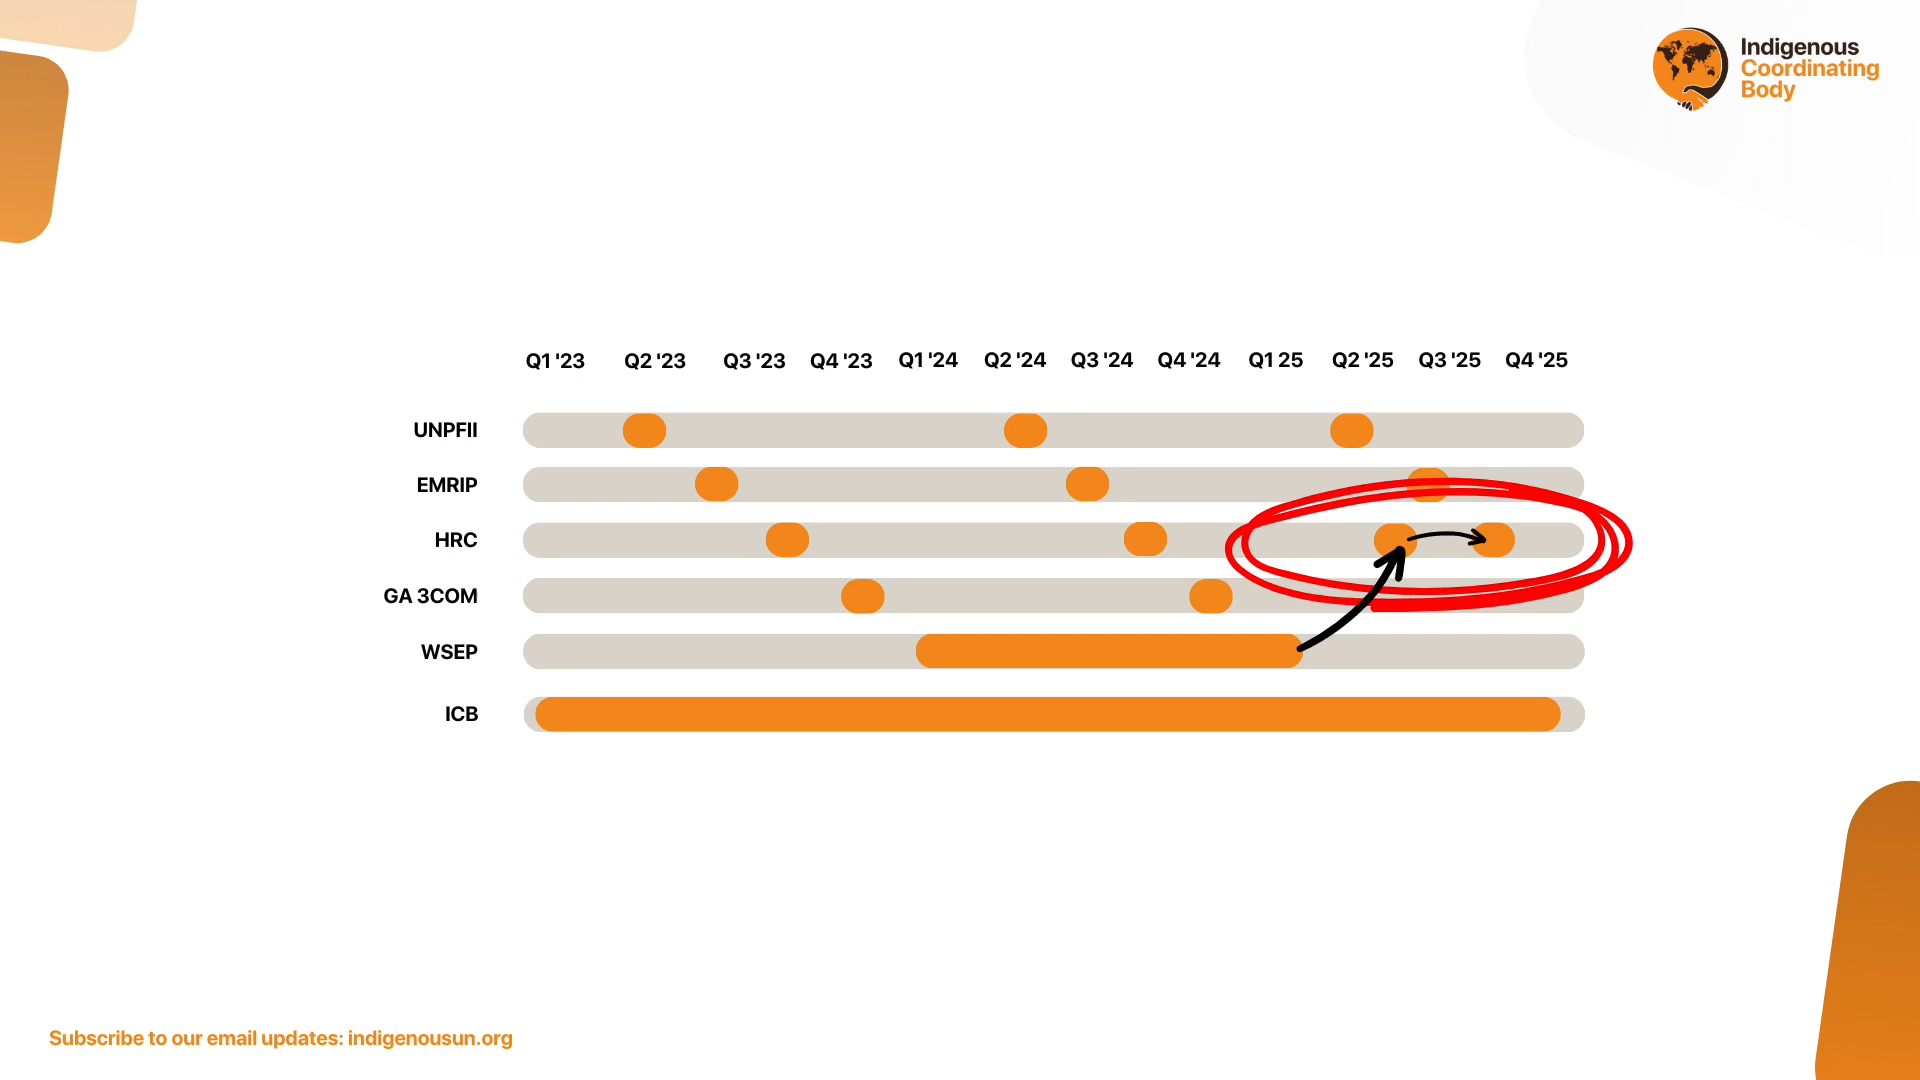 Indigenous
Coordinating
Body
Q1 '23 Q2 '23 Q3 '23 Q4 '23 Q1 '24 Q2 '24 Q3 '24 Q4 '24 Q1 25 Q2 '25 Q3 '25 Q4 '25
UNPFII
EMRIP
HRC
GA 3COM
WSEP
ICB
Subscribe to our email updates: indigenousun.org